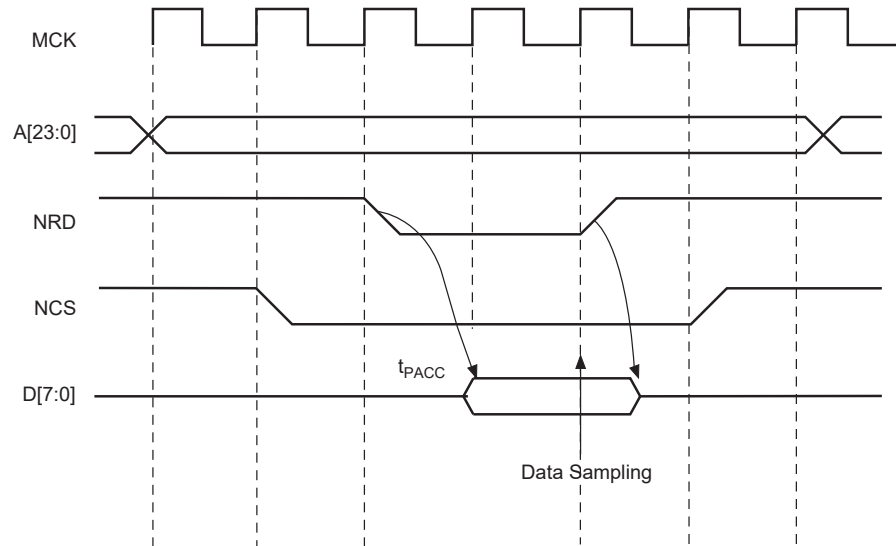 MCK
A[23:0]
NRD
NCS
tPACC
D[7:0]
Data Sampling